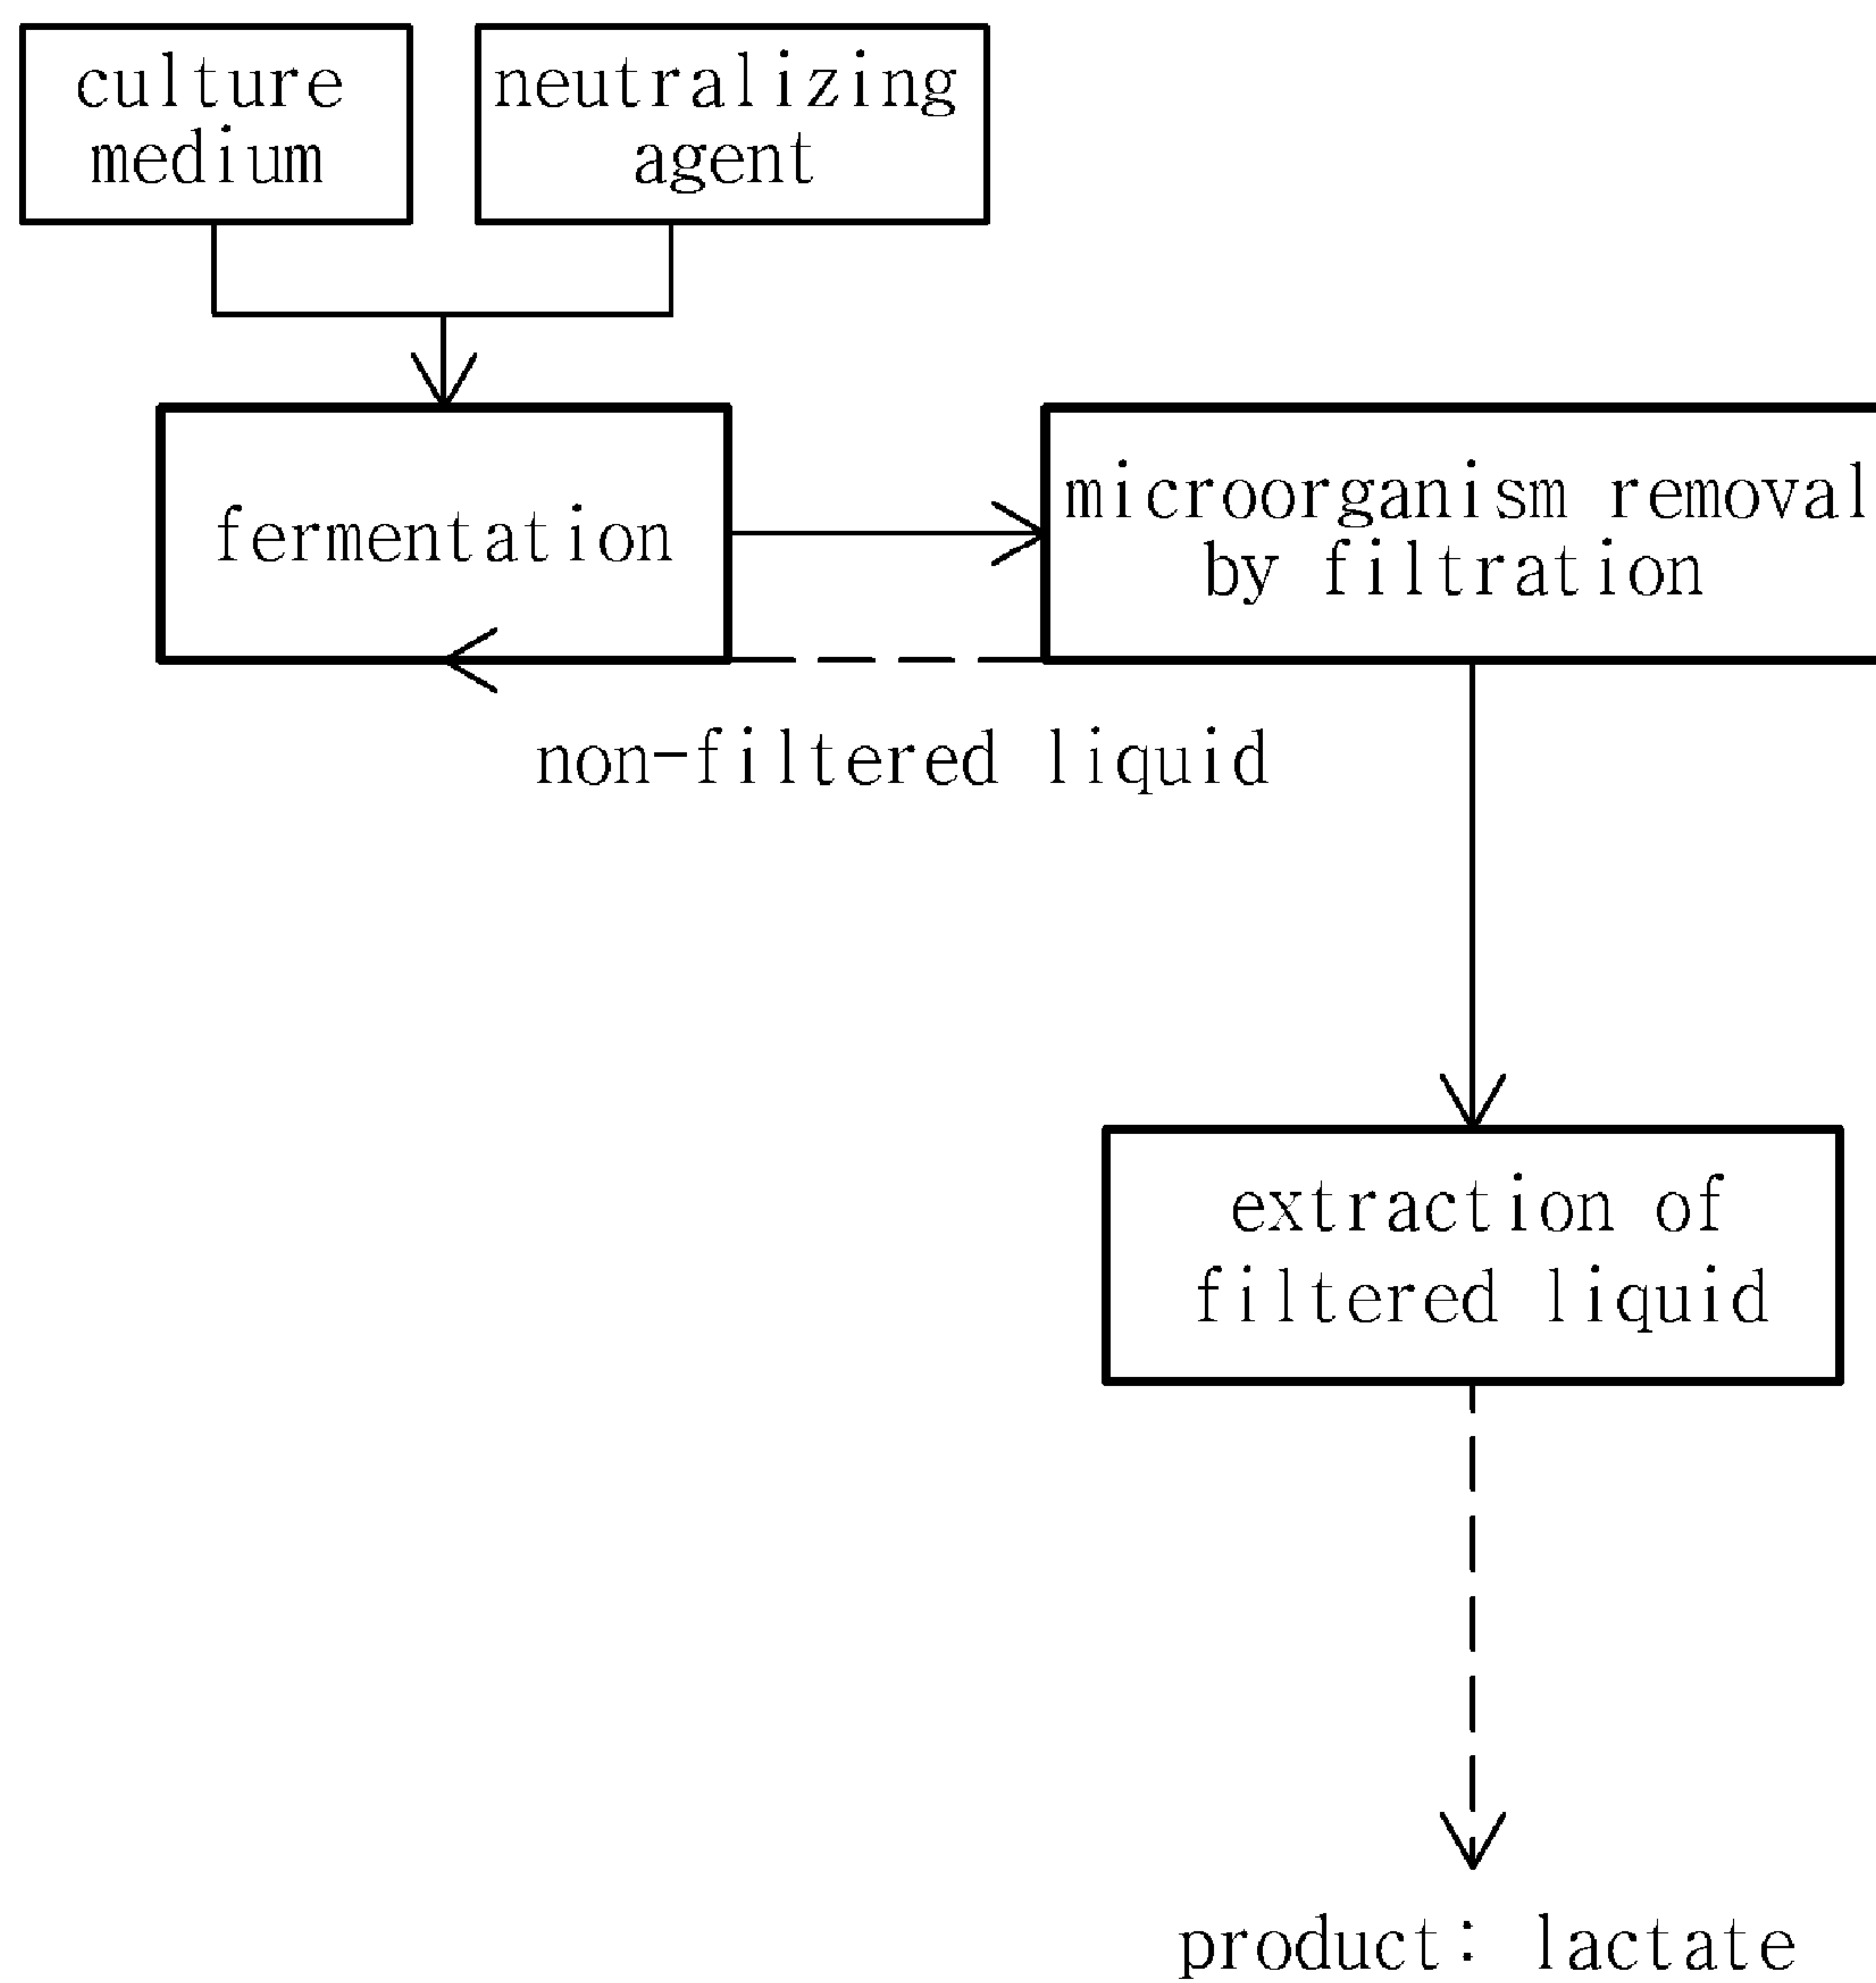 culture
medium
neutralizing
agent
fermentation
microorganism removal
by filtration
non-filtered liquid
extraction of
filtered liquid
product: lactate